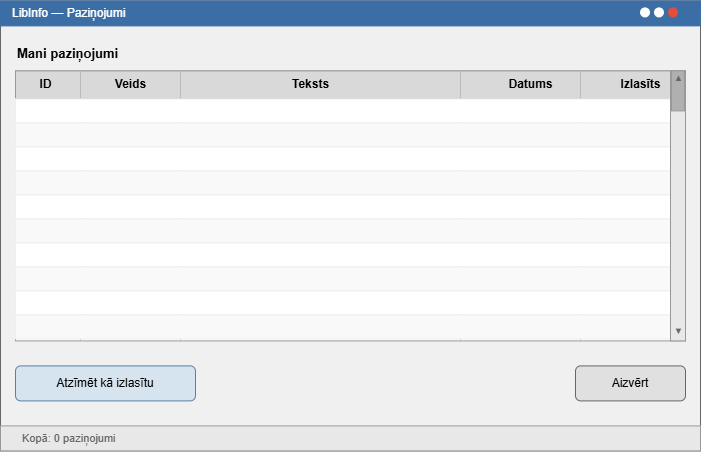 LibInfo — Paziņojumi
Mani paziņojumi
ID Veids Teksts Datums Izlasīts
Atzīmēt kā izlasītu Aizvērt
Kopā: 0 paziņojumi